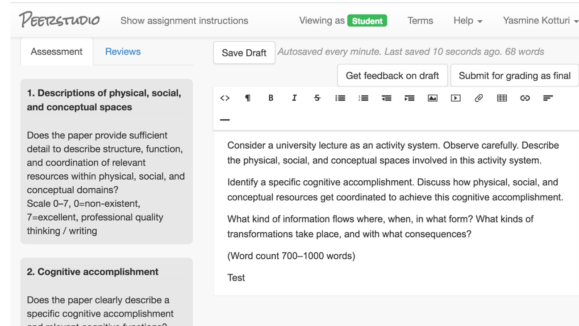 PEERSTUDIO Show assignment instructions Viewing as Student Terms Help Yasmine Kotturi
Assessment Reviews
1. Descriptions of physical, social,
and conceptual spaces
Does the paper provide sufficient
detail to describe structure, function,
and coordination of relevant
resources within physical, social, and
conceptual domains?
Scale 0–7, 0=non-existent,
7=excellent, professional quality
thinking / writing
2. Cognitive accomplishment
Does the paper clearly describe a
specific cognitive accomplishment
and relevant cognitive functions?
Save Draft Autosaved every minute. Last saved 10 seconds ago. 68 words
Get feedback on draft Submit for grading as final
Consider a university lecture as an activity system. Observe carefully. Describe
the physical, social, and conceptual spaces involved in this activity system.
Identify a specific cognitive accomplishment. Discuss how physical, social, and
conceptual resources get coordinated to achieve this cognitive accomplishment.
What kind of information flows where, when, in what form? What kinds of
transformations take place, and with what consequences?
(Word count 700–1000 words)
Test